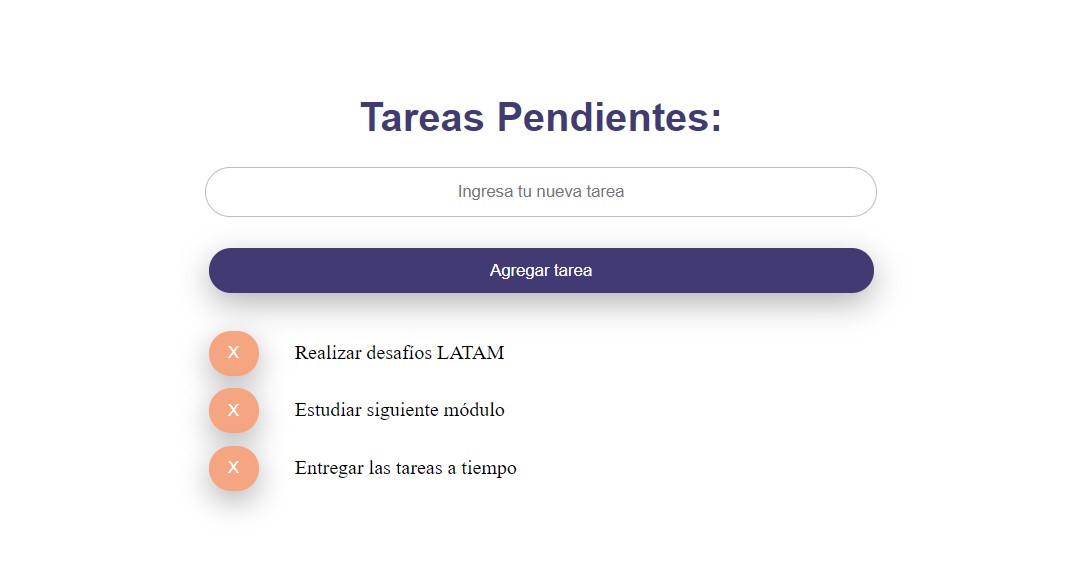 Tareas Pendientes:
Ingresa tu nueva tarea
Agregar tarea
X Realizar desafíos LATAM
X Estudiar siguiente módulo
X Entregar las tareas a tiempo